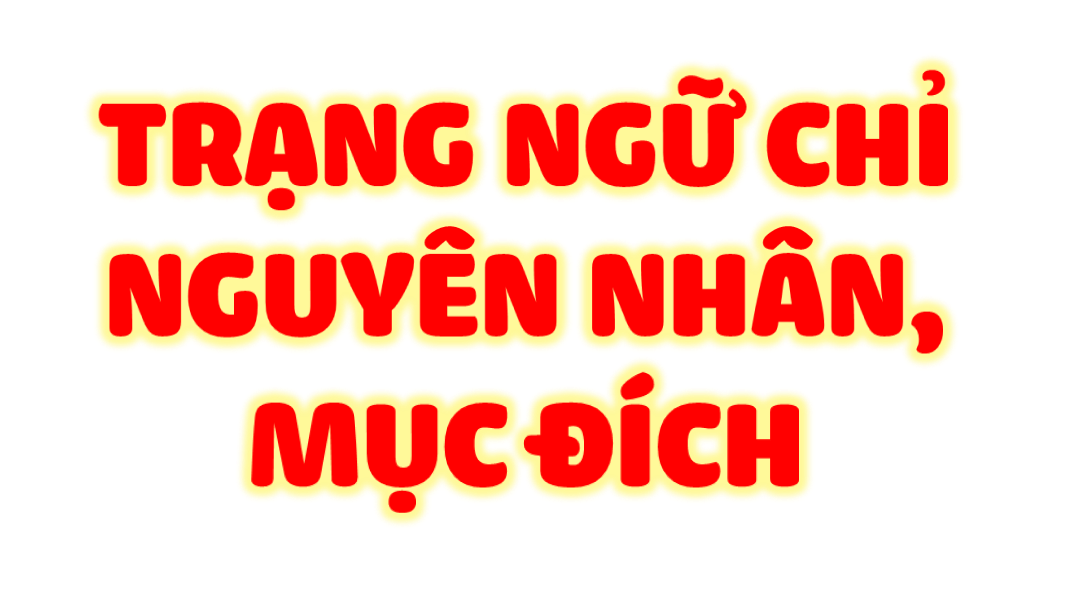 TRẠNG NGỮ CHỈ
NGUYÊN NHÂN,
MỤC ĐÍCH